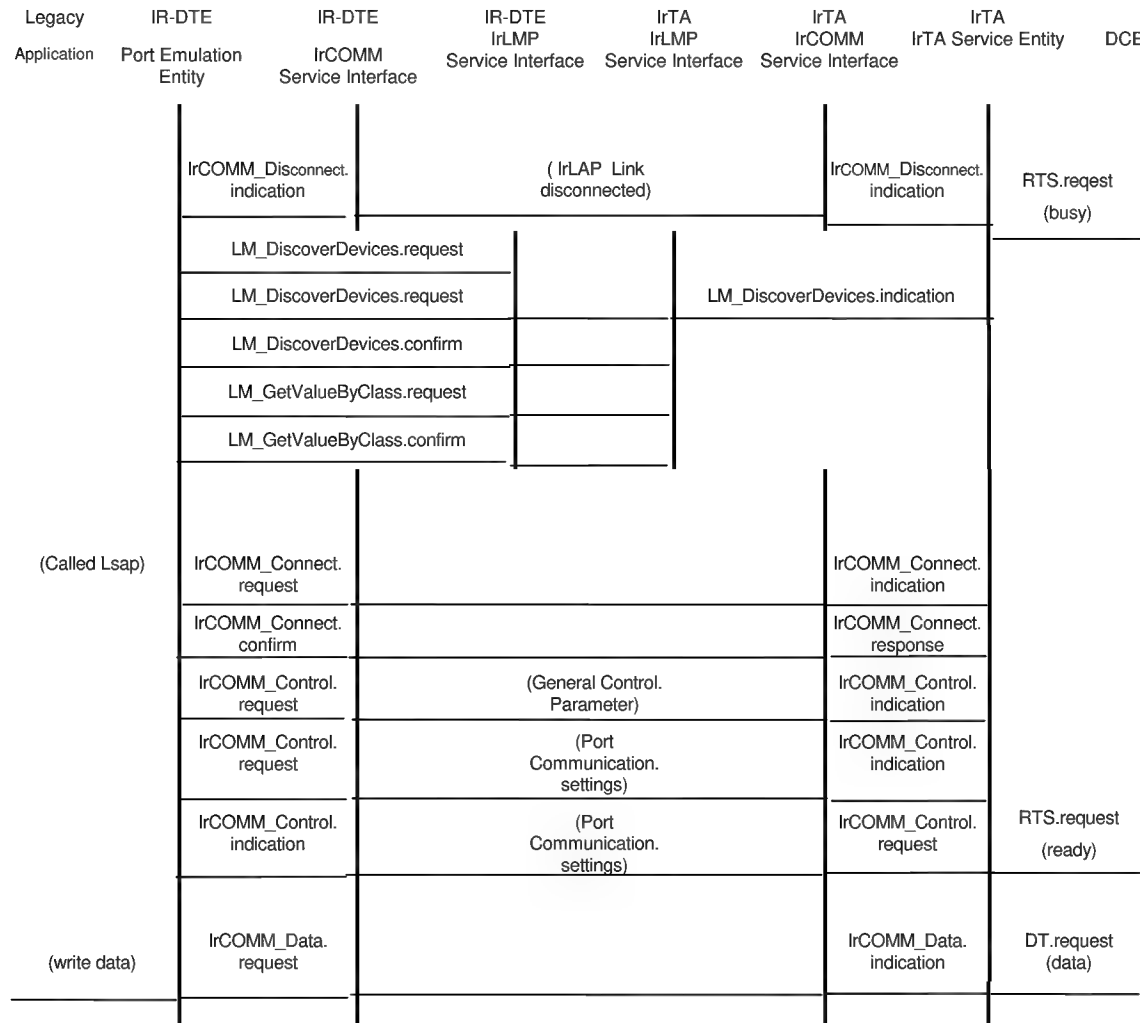 Legacy
Application
IR-DTE
Port Emulation
Entity
IR-DTE
IrCOMM
Service Interface
IR-DTE
IrLMP
Service Interface
IrTA
IrLMP
Service Interface
IrTA
IrCOMM
Service Interface
IrTA
IrTA Service Entity
DCE
IrCOMM_Disconnect.
indication
( IrLAP Link
disconnected)
IrCOMM_Disconnect.
indication
RTS.reqest
(busy)
LM_DiscoverDevices.request
LM_DiscoverDevices.request
LM_DiscoverDevices.indication
LM_DiscoverDevices.confirm
LM_GetValueByClass.request
LM_GetValueByClass.confirm
(Called Lsap)
IrCOMM_Connect.
request
IrCOMM_Connect.
indication
IrCOMM_Connect.
confirm
IrCOMM_Connect.
response
IrCOMM_Control.
request
(General Control.
Parameter)
IrCOMM_Control.
indication
IrCOMM_Control.
request
(Port
Communication.
settings)
IrCOMM_Control.
indication
IrCOMM_Control.
indication
(Port
Communication.
settings)
IrCOMM_Control.
request
RTS.request
(ready)
(write data)
IrCOMM_Data.
request
IrCOMM_Data.
indication
DT.request
(data)